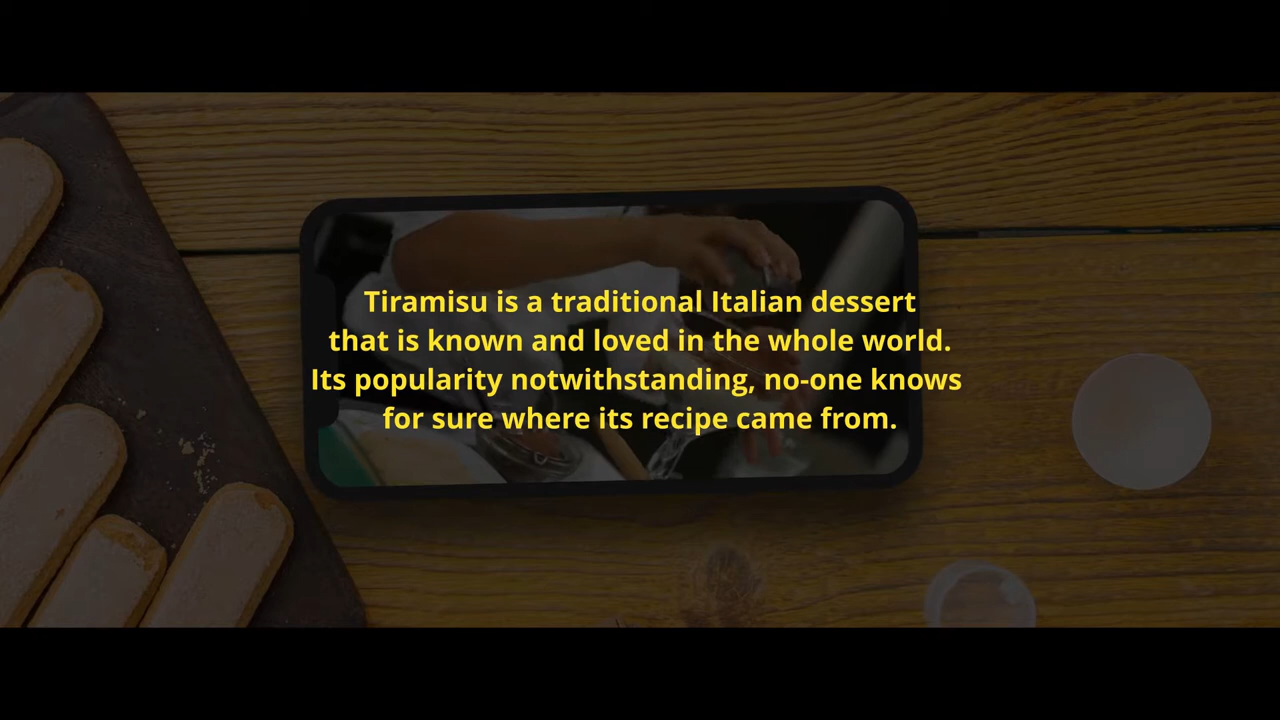 Tiramisu is a traditional Italian dessert
that is known and loved in the whole world.
Its popularity notwithstanding, no-one knows
for sure where its recipe came from.